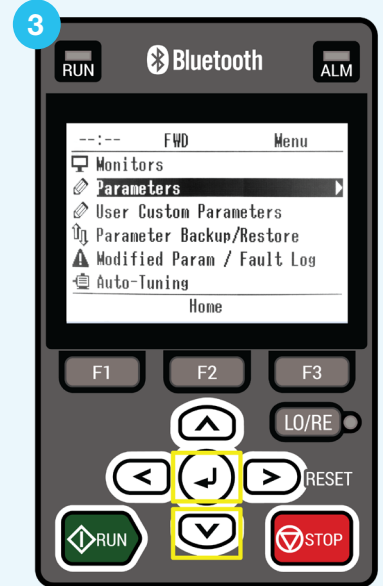 3
RUN Bluetooth ALM
--:-- FWD Menu
Monitors
Parameters
User Custom Parameters
Parameter Backup/Restore
Modified Param / Fault Log
Auto-Tuning
Home
F1 F2 F3
LO/RE
RESET
RUN STOP